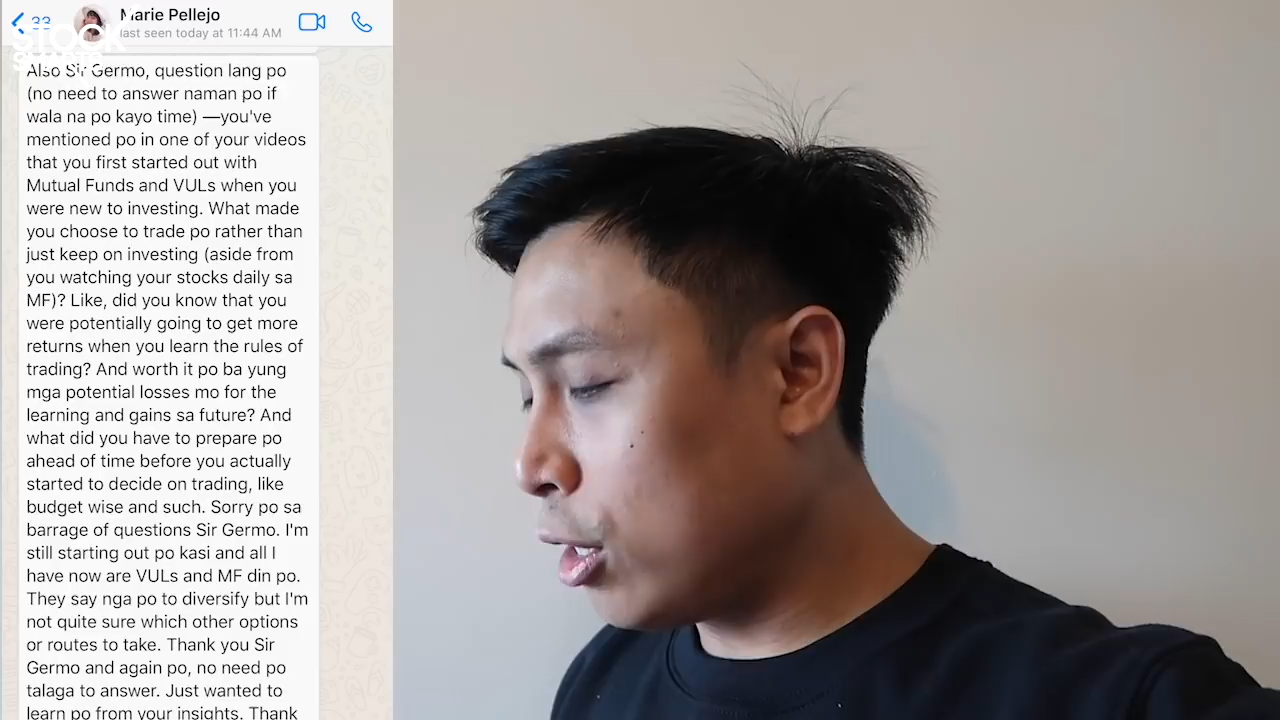 33
Marie Pellejo
last seen today at 11:44 AM
STOCK
Also Sir Germo, question lang po
(no need to answer naman po if
wala na po kayo time) —you've
mentioned po in one of your videos
that you first started out with
Mutual Funds and VULs when you
were new to investing. What made
you choose to trade po rather than
just keep on investing (aside from
you watching your stocks daily sa
MF)? Like, did you know that you
were potentially going to get more
returns when you learn the rules of
trading? And worth it po ba yung
mga potential losses mo for the
learning and gains sa future? And
what did you have to prepare po
ahead of time before you actually
started to decide on trading, like
budget wise and such. Sorry po sa
barrage of questions Sir Germo. I'm
still starting out po kasi and all I
have now are VULs and MF din po.
They say nga po to diversify but I'm
not quite sure which other options
or routes to take. Thank you Sir
Germo and again po, no need po
talaga to answer. Just wanted to
learn po from your insights. Thank